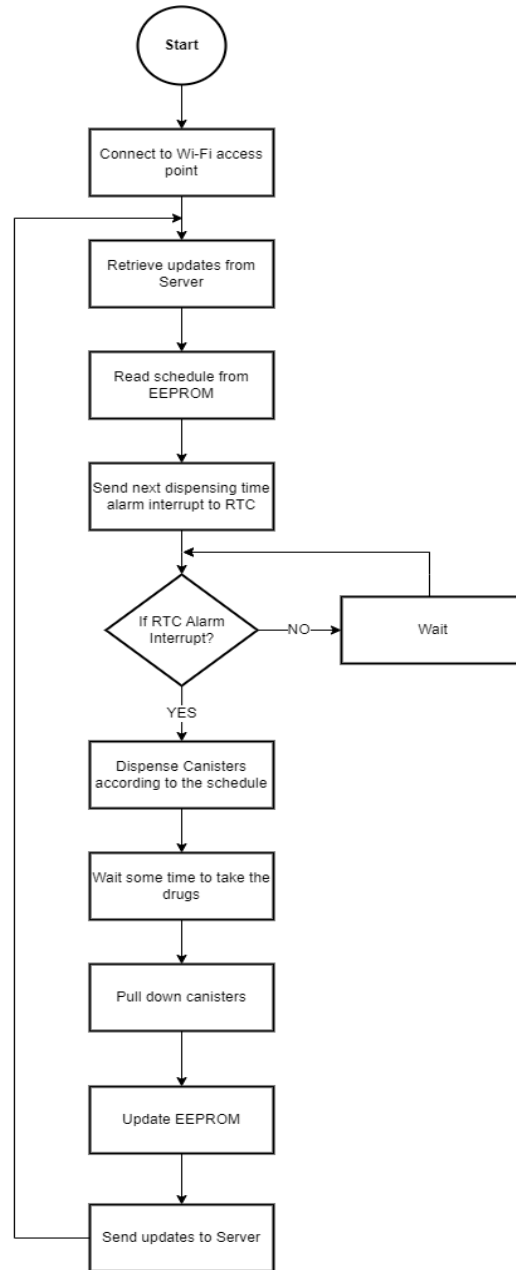 Start
Connect to Wi-Fi access
point
Retrieve updates from
Server
Read schedule from
EEPROM
Send next dispensing time
alarm interrupt to RTC
If RTC Alarm
Interrupt?
NO
Wait
YES
Dispense Canisters
according to the schedule
Wait some time to take the
drugs
Pull down canisters
Update EEPROM
Send updates to Server